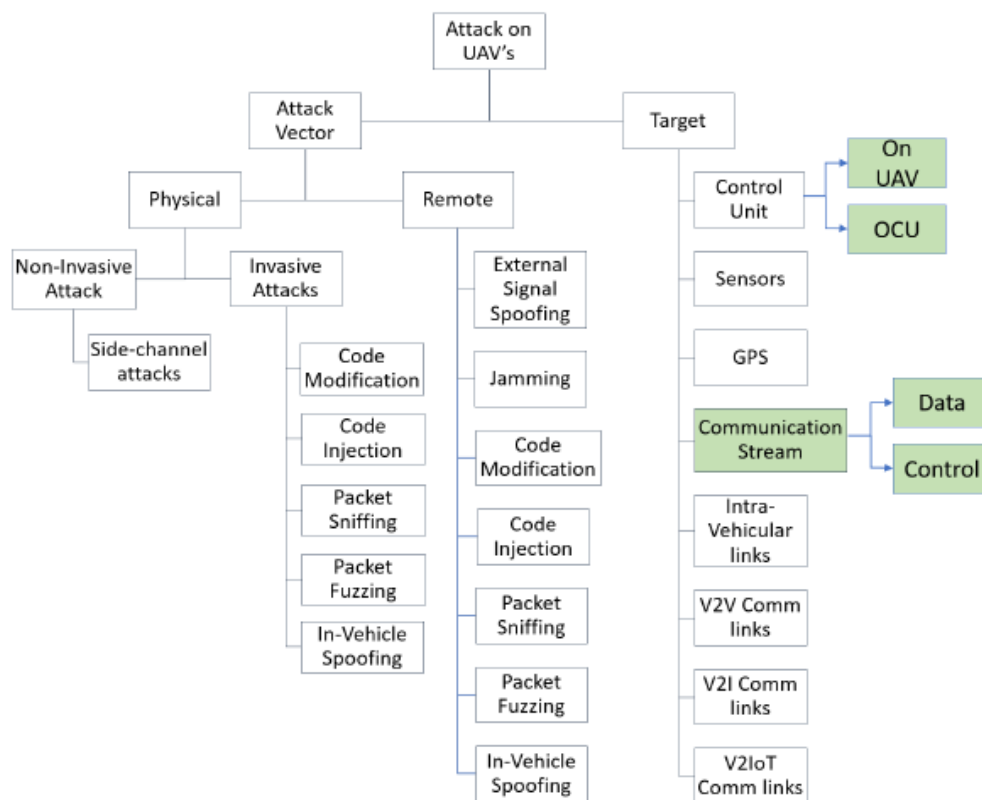 Attack on
UAV's
Attack
Vector
Target
Physical
Remote
Control
Unit
On
UAV
OCU
Non-Invasive
Attack
Invasive
Attacks
Side-channel
attacks
Code
Modification
Code
Injection
Packet
Sniffing
Packet
Fuzzing
In-Vehicle
Spoofing
External
Signal
Spoofing
Jamming
Code
Modification
Code
Injection
Packet
Sniffing
Packet
Fuzzing
In-Vehicle
Spoofing
Sensors
GPS
Communication
Stream
Data
Control
Intra-
Vehicular
links
V2V Comm
links
V2I Comm
links
V2IoT
Comm links